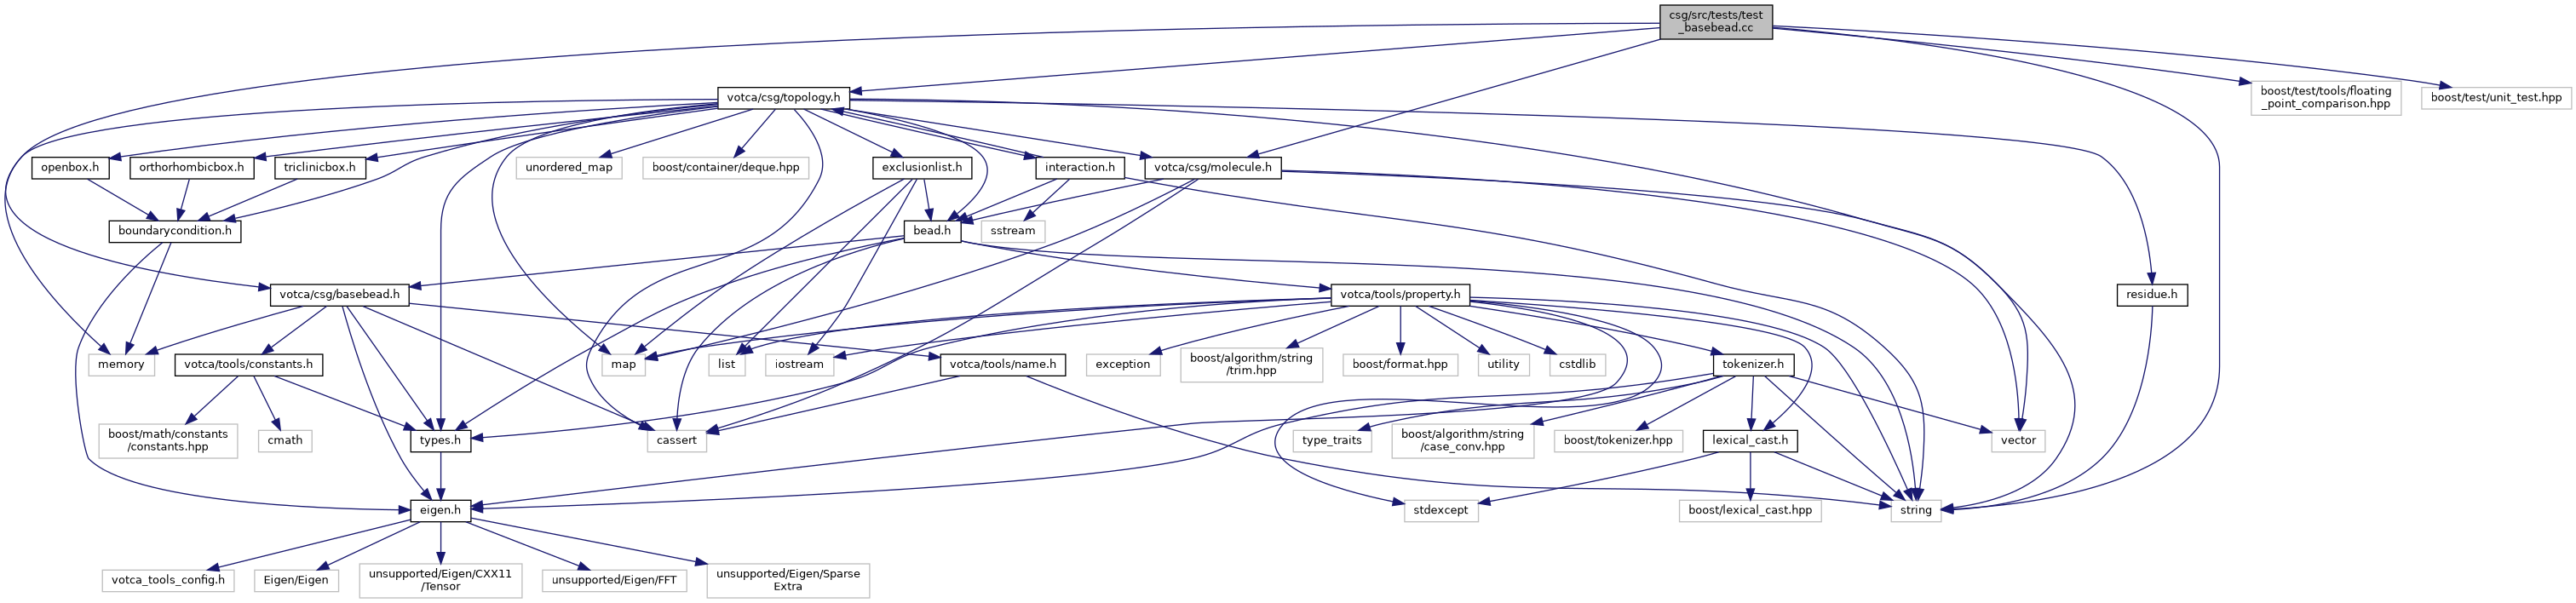 csg/src/tests/test
_basebead.cc
votca/csg/topology.h
boost/test/tools/floating
_point_comparison.hpp
boost/test/unit_test.hpp
openbox.h
orthorhombicbox.h
triclinicbox.h
unordered_map
boost/container/deque.hpp
exclusionlist.h
interaction.h
votca/csg/molecule.h
boundarycondition.h
bead.h
sstream
votca/csg/basebead.h
votca/tools/property.h
residue.h
memory
votca/tools/constants.h
map
list
iostream
votca/tools/name.h
exception
boost/algorithm/string
/trim.hpp
boost/format.hpp
utility
cstdlib
tokenizer.h
boost/math/constants
/constants.hpp
cmath
types.h
cassert
type_traits
boost/algorithm/string
/case_conv.hpp
boost/tokenizer.hpp
lexical_cast.h
vector
eigen.h
stdexcept
boost/lexical_cast.hpp
string
votca_tools_config.h
Eigen/Eigen
unsupported/Eigen/CXX11
/Tensor
unsupported/Eigen/FFT
unsupported/Eigen/Sparse
Extra